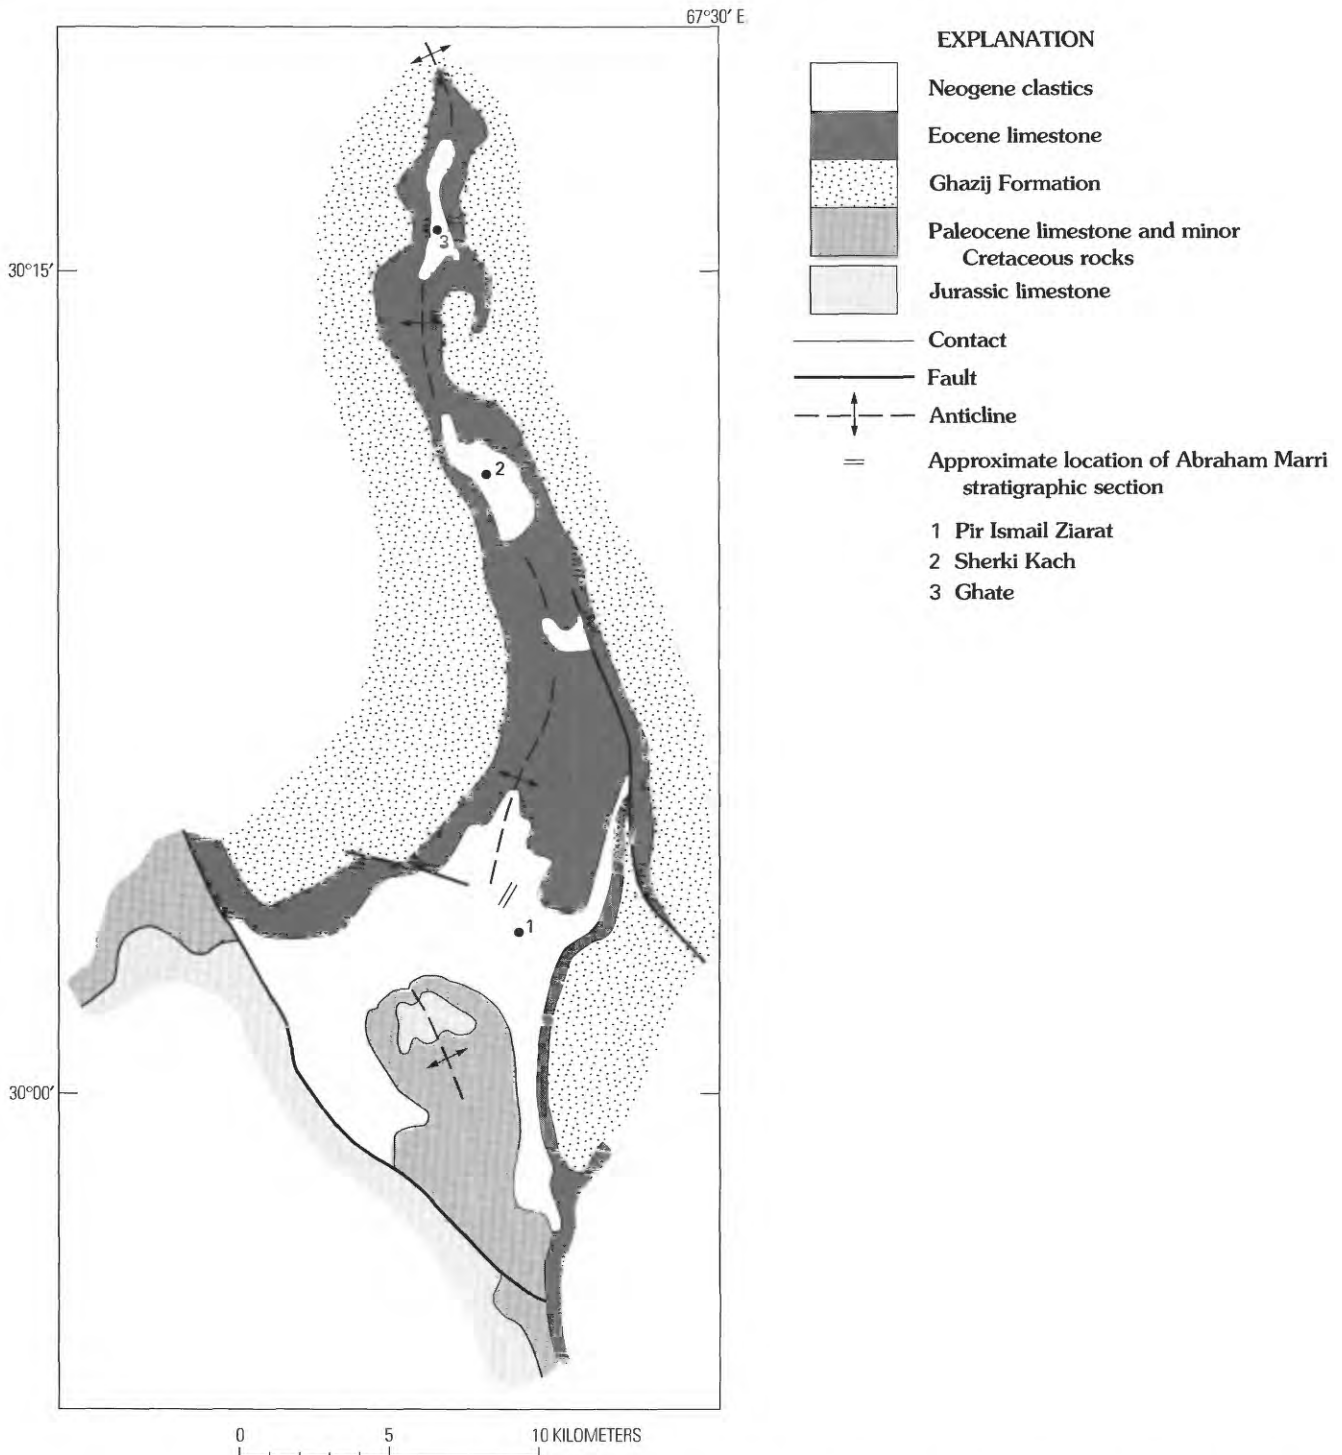 67°30′ E
30°15′
30°00′
3
2
1
0 5 10 KILOMETERS
EXPLANATION
Neogene clastics
Eocene limestone
Ghazij Formation
Paleocene limestone and minor
Cretaceous rocks
Jurassic limestone
Contact
Fault
Anticline
Approximate location of Abraham Marri
stratigraphic section
1 Pir Ismail Ziarat
2 Sherki Kach
3 Ghate